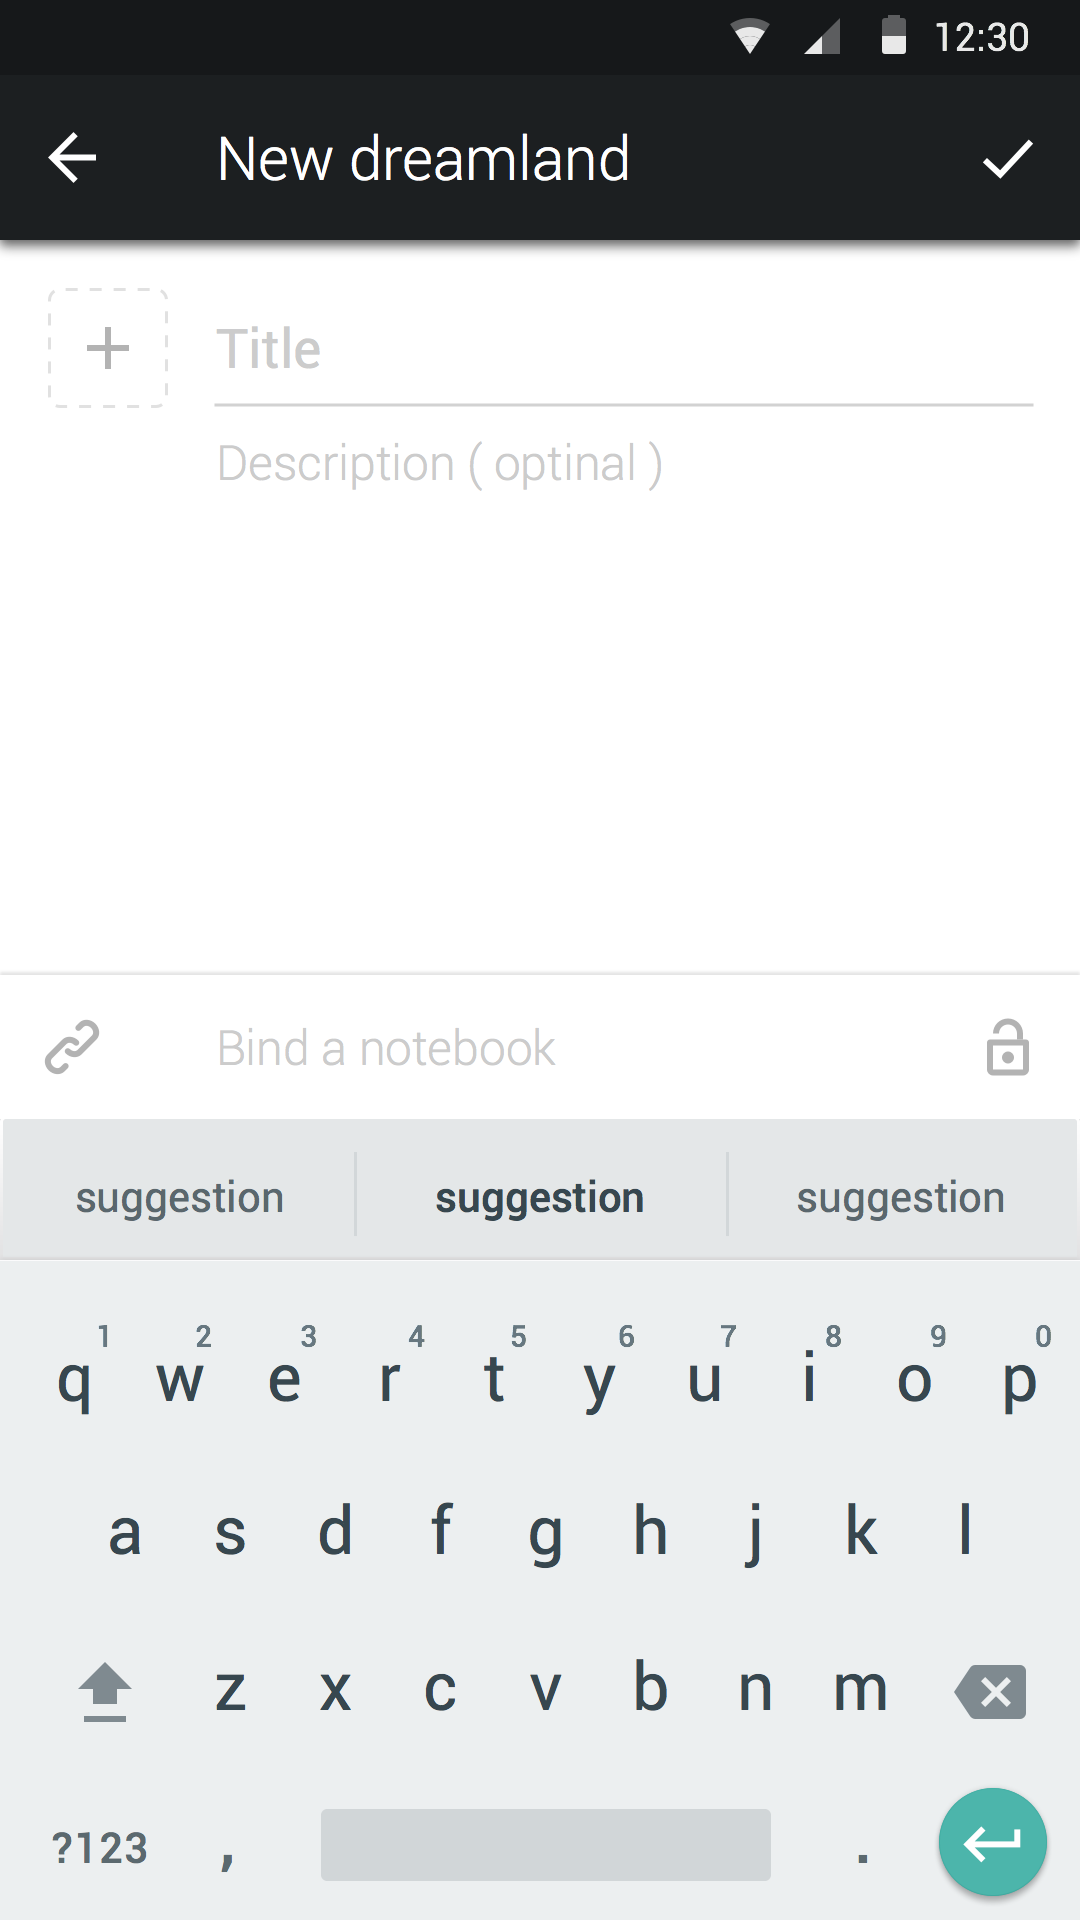 12:30
New dreamland
Title
Description ( optinal )
Bind a notebook
suggestion suggestion suggestion
1 2 3 4 5 6 7 8 9 0
q w e r t y u i o p
a s d f g h j k l
z x c v b n m
?123 , .